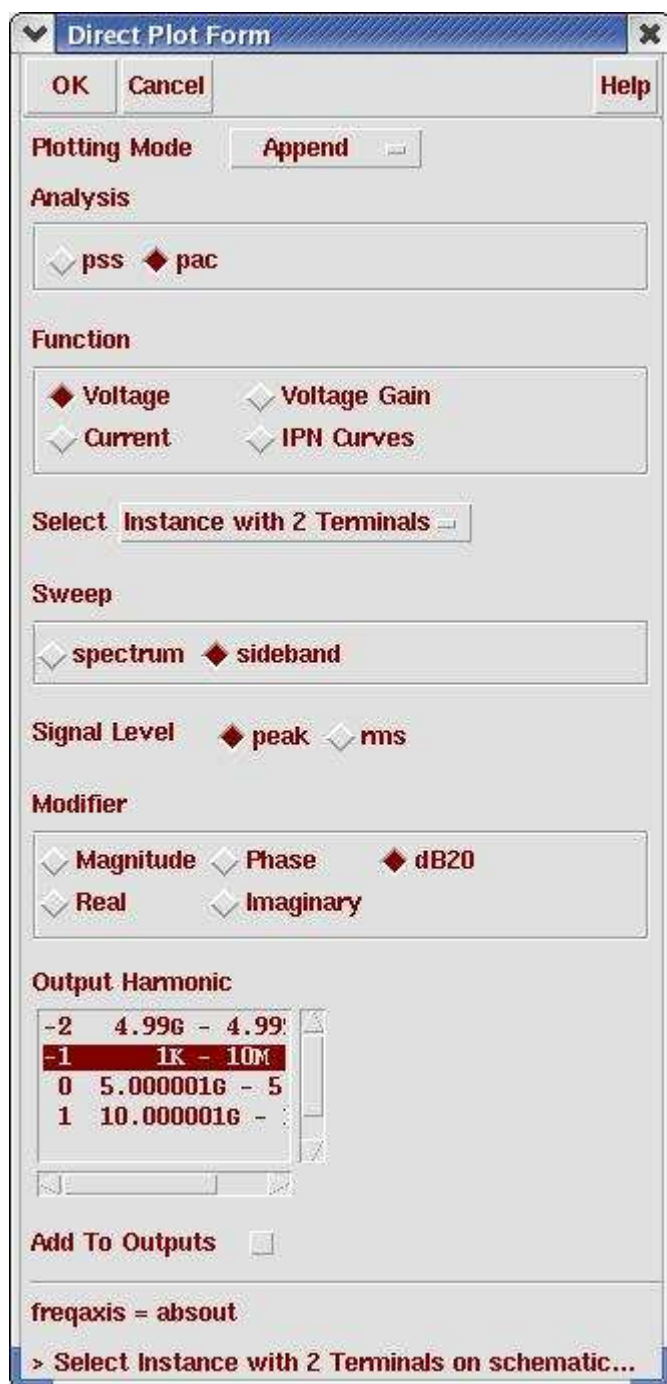 Direct Plot Form
OK Cancel Help
Plotting Mode Append
Analysis
pss pac
Function
Voltage Voltage Gain
Current IPN Curves
Select Instance with 2 Terminals
Sweep
spectrum sideband
Signal Level peak rms
Modifier
Magnitude Phase dB20
Real Imaginary
Output Harmonic
-2 4.99G - 4.99
-1 1K - 10M
0 5.000001G - 5
1 10.000001G -
Add To Outputs
freqaxis = absout
> Select Instance with 2 Terminals on schematic...